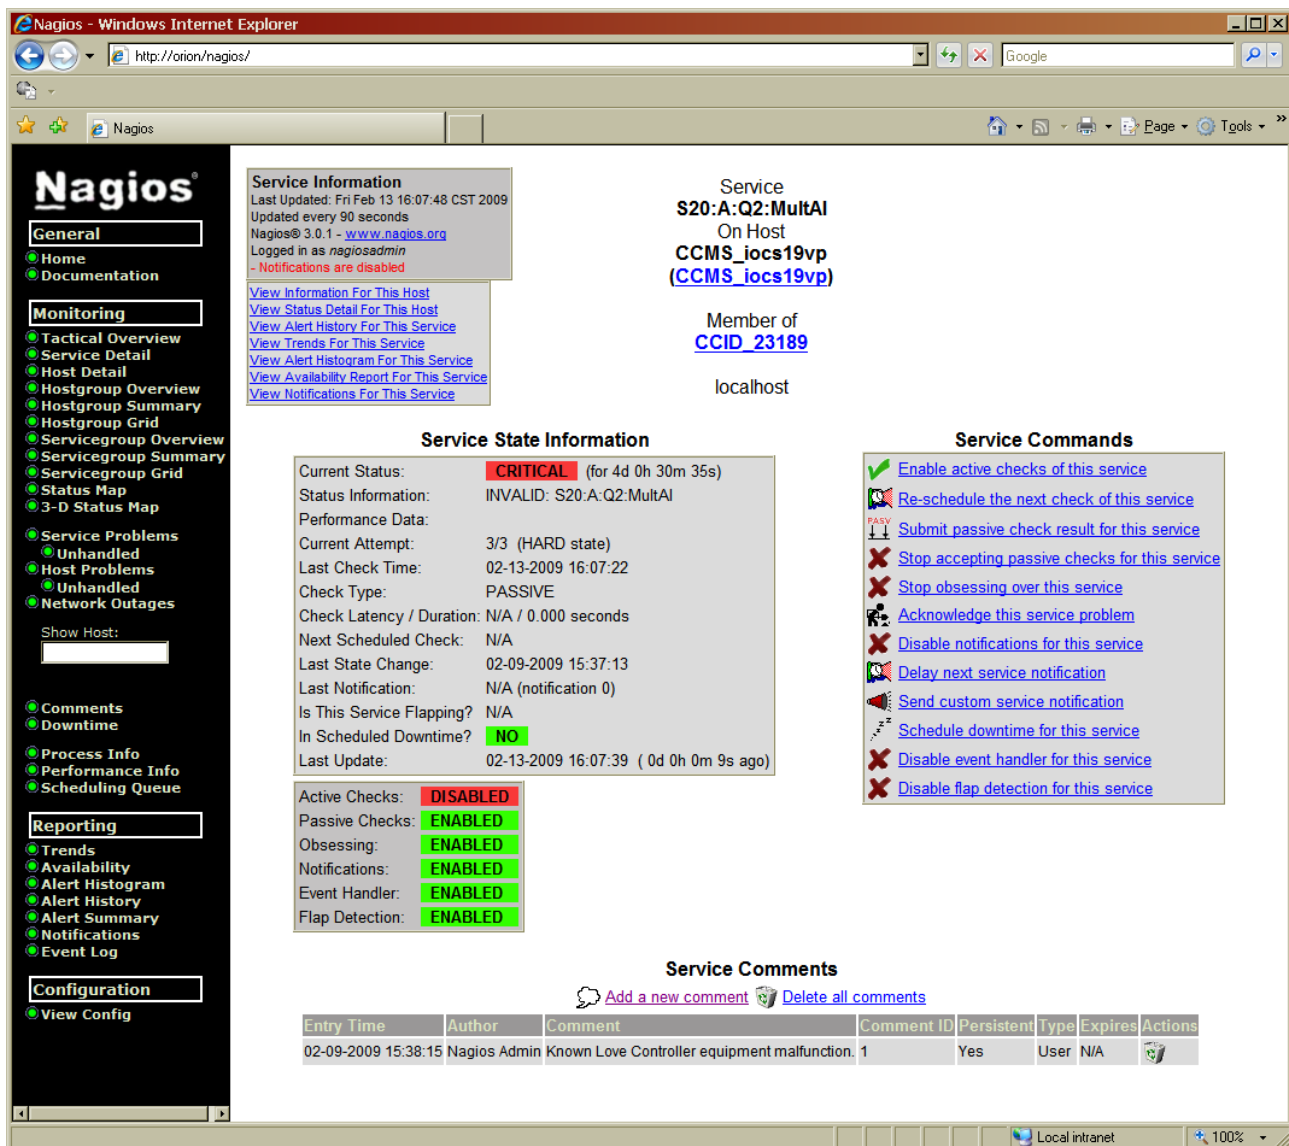 Nagios - Windows Internet Explorer
http://orion/nagios/
Google
Nagios
Page
Tools
»
Nagios®
General
Home
Documentation
Monitoring
Tactical Overview
Service Detail
Host Detail
Hostgroup Overview
Hostgroup Summary
Hostgroup Grid
Servicegroup Overview
Servicegroup Summary
Servicegroup Grid
Status Map
3-D Status Map
Service Problems
Unhandled
Host Problems
Unhandled
Network Outages
Show Host:
Comments
Downtime
Process Info
Performance Info
Scheduling Queue
Reporting
Trends
Availability
Alert Histogram
Alert History
Alert Summary
Notifications
Event Log
Configuration
View Config
Service Information
Last Updated: Fri Feb 13 16:07:48 CST 2009
Updated every 90 seconds
Nagios® 3.0.1 - www.nagios.org
Logged in as nagiosadmin
- Notifications are disabled
View Information For This Host
View Status Detail For This Host
View Alert History For This Service
View Trends For This Service
View Alert Histogram For This Service
View Availability Report For This Service
View Notifications For This Service
Service
S20:A:Q2:MultAl
On Host
CCMS_iocs19vp
(CCMS_iocs19vp)
Member of
CCID_23189
localhost
Service State Information
Current Status: CRITICAL (for 4d 0h 30m 35s)
Status Information: INVALID: S20:A:Q2:MultAl
Performance Data:
Current Attempt: 3/3 (HARD state)
Last Check Time: 02-13-2009 16:07:22
Check Type: PASSIVE
Check Latency / Duration: N/A / 0.000 seconds
Next Scheduled Check: N/A
Last State Change: 02-09-2009 15:37:13
Last Notification: N/A (notification 0)
Is This Service Flapping? N/A
In Scheduled Downtime? NO
Last Update: 02-13-2009 16:07:39 ( 0d 0h 0m 9s ago)
Active Checks: DISABLED
Passive Checks: ENABLED
Obsessing: ENABLED
Notifications: ENABLED
Event Handler: ENABLED
Flap Detection: ENABLED
Service Commands
Enable active checks of this service
Re-schedule the next check of this service
PASV Submit passive check result for this service
Stop accepting passive checks for this service
Stop obsessing over this service
Acknowledge this service problem
Disable notifications for this service
Delay next service notification
Send custom service notification
Schedule downtime for this service
Disable event handler for this service
Disable flap detection for this service
Service Comments
Add a new comment Delete all comments
Entry Time Author Comment Comment ID Persistent Type Expires Actions
02-09-2009 15:38:15 Nagios Admin Known Love Controller equipment malfunction. 1 Yes User N/A
Local intranet
100%